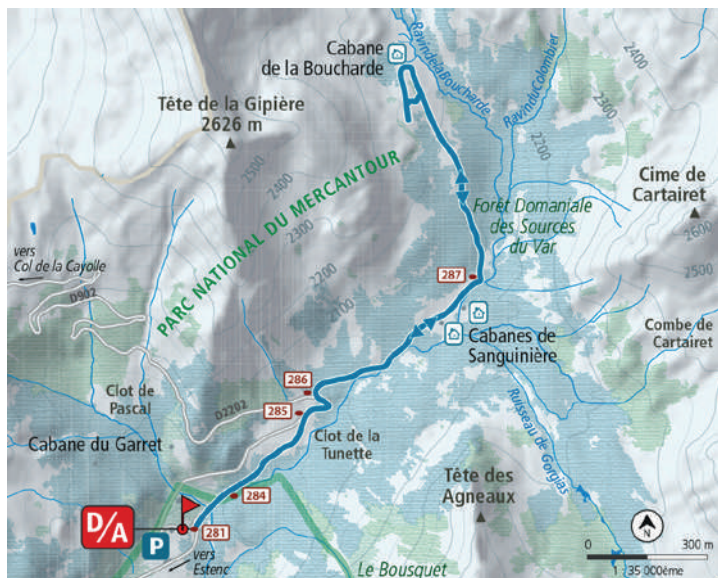 Cabane
de la Boucharde
Ravin de la Boucharde
Ravin du Colombier
2400
2300
2200
Tête de la Gipière
2626 m
2500
2400
2300
2200
2100
PARC NATIONAL DU MERCANTOUR
Cime de
Cartairet
2600
2500
Forêt Domaniale
des Sources
du Var
vers
Col de la Cayolle
D902
287
Cabanes de
Sanguinière
Combe de
Cartairet
Clot de
Pascal
D2202
286
285
Clot de la
Tunette
Ruisseau de Gorgias
Cabane du Garret
Tête des
Agneaux
284
D/A
P
281
vers
Estenc
Le Bousquet
N
0 300 m
1 : 35 000ème